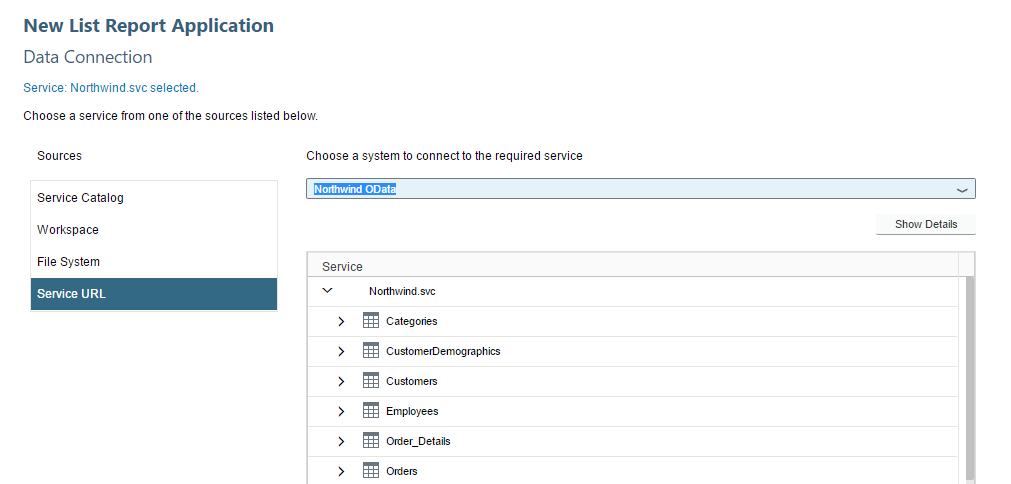 New List Report Application
Data Connection
Service: Northwind.svc selected.
Choose a service from one of the sources listed below.
Sources
Service Catalog
Workspace
File System
Service URL
Choose a system to connect to the required service
Northwind OData
Show Details
Service
Northwind.svc
Categories
CustomerDemographics
Customers
Employees
Order_Details
Orders